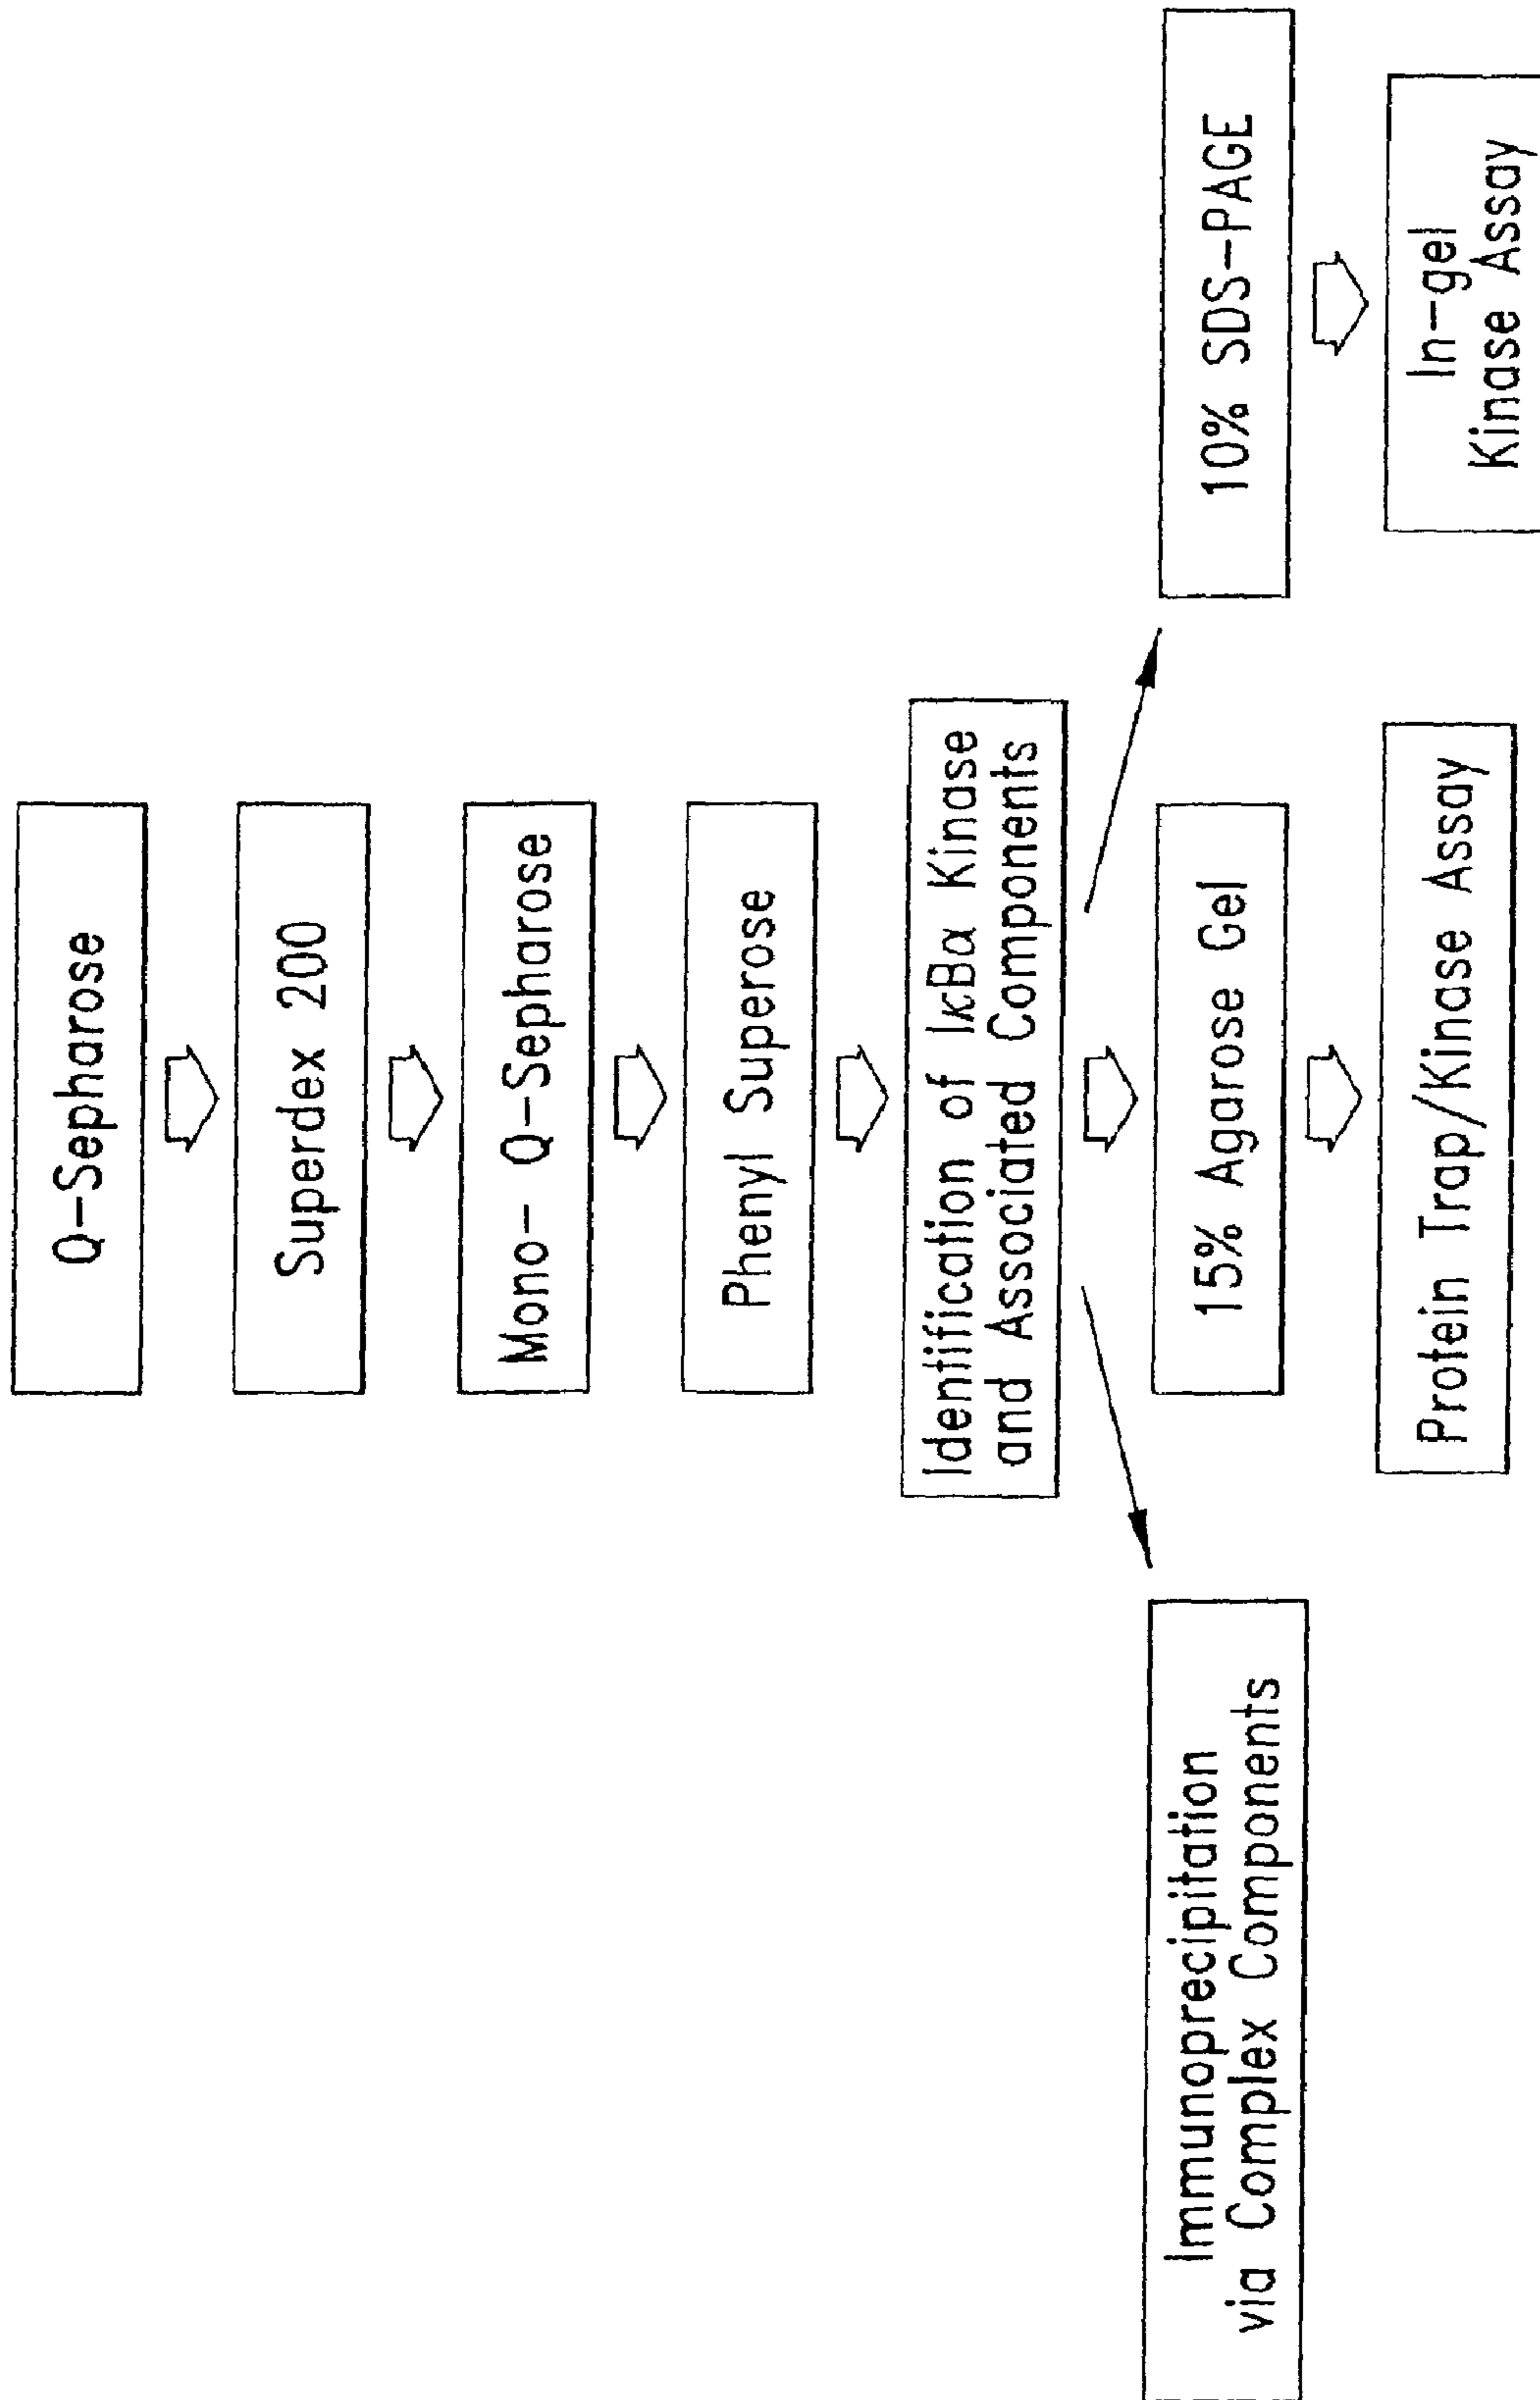 Q-Sepharose
Superdex 200
Mono- Q-Sepharose
Phenyl Superose
Identification of IκBα Kinase
and Associated Components
Immunoprecipitation
via Complex Components
15% Agarose Gel
10% SDS-PAGE
Protein Trap/Kinase Assay
In-gel
Kinase Assay